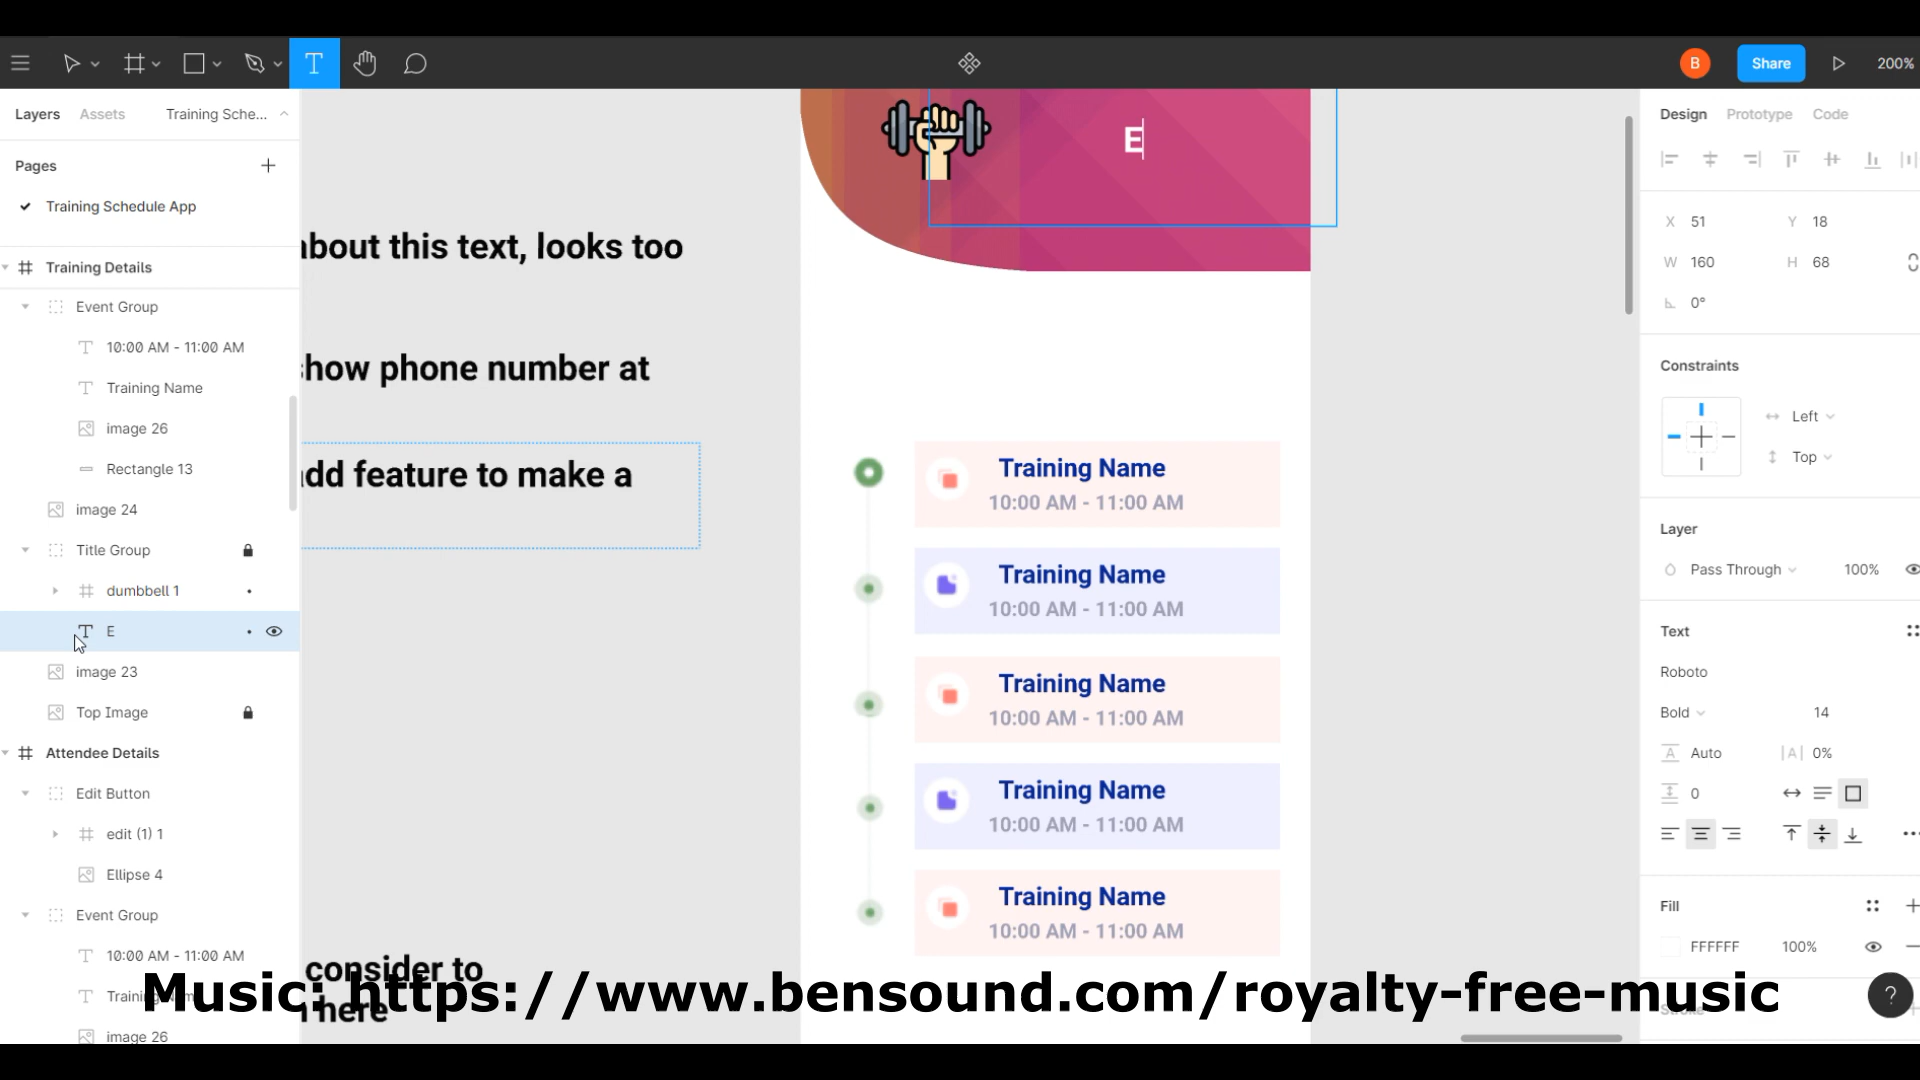 B
Share
200%
Layers
Assets
Training Sche...
Pages
Training Schedule App
Training Details
Event Group
10:00 AM - 11:00 AM
Training Name
image 26
Rectangle 13
image 24
Title Group
dumbbell 1
E
image 23
Top Image
Attendee Details
Edit Button
edit (1) 1
Ellipse 4
Event Group
10:00 AM - 11:00 AM
image 26
E
about this text, looks too
show phone number at
add feature to make a
consider to
here
Training Name
10:00 AM - 11:00 AM
Training Name
10:00 AM - 11:00 AM
Training Name
10:00 AM - 11:00 AM
Training Name
10:00 AM - 11:00 AM
Training Name
10:00 AM - 11:00 AM
Design
Prototype
Code
X 51
Y 18
W 160
H 68
0°
Constraints
Left
Top
Layer
Pass Through
100%
Text
Roboto
Bold
14
Auto
|A| 0%
0
Fill
FFFFFF
100%
?
Music: https://www.bensound.com/royalty-free-music